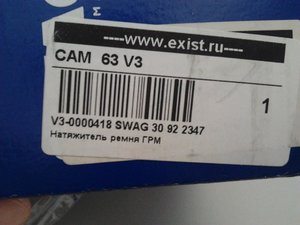 ---www.exist.ru---
CAM 63 V3
1
V3-0000418 SWAG 30 92 2347
Натяжитель ремня ГРМ